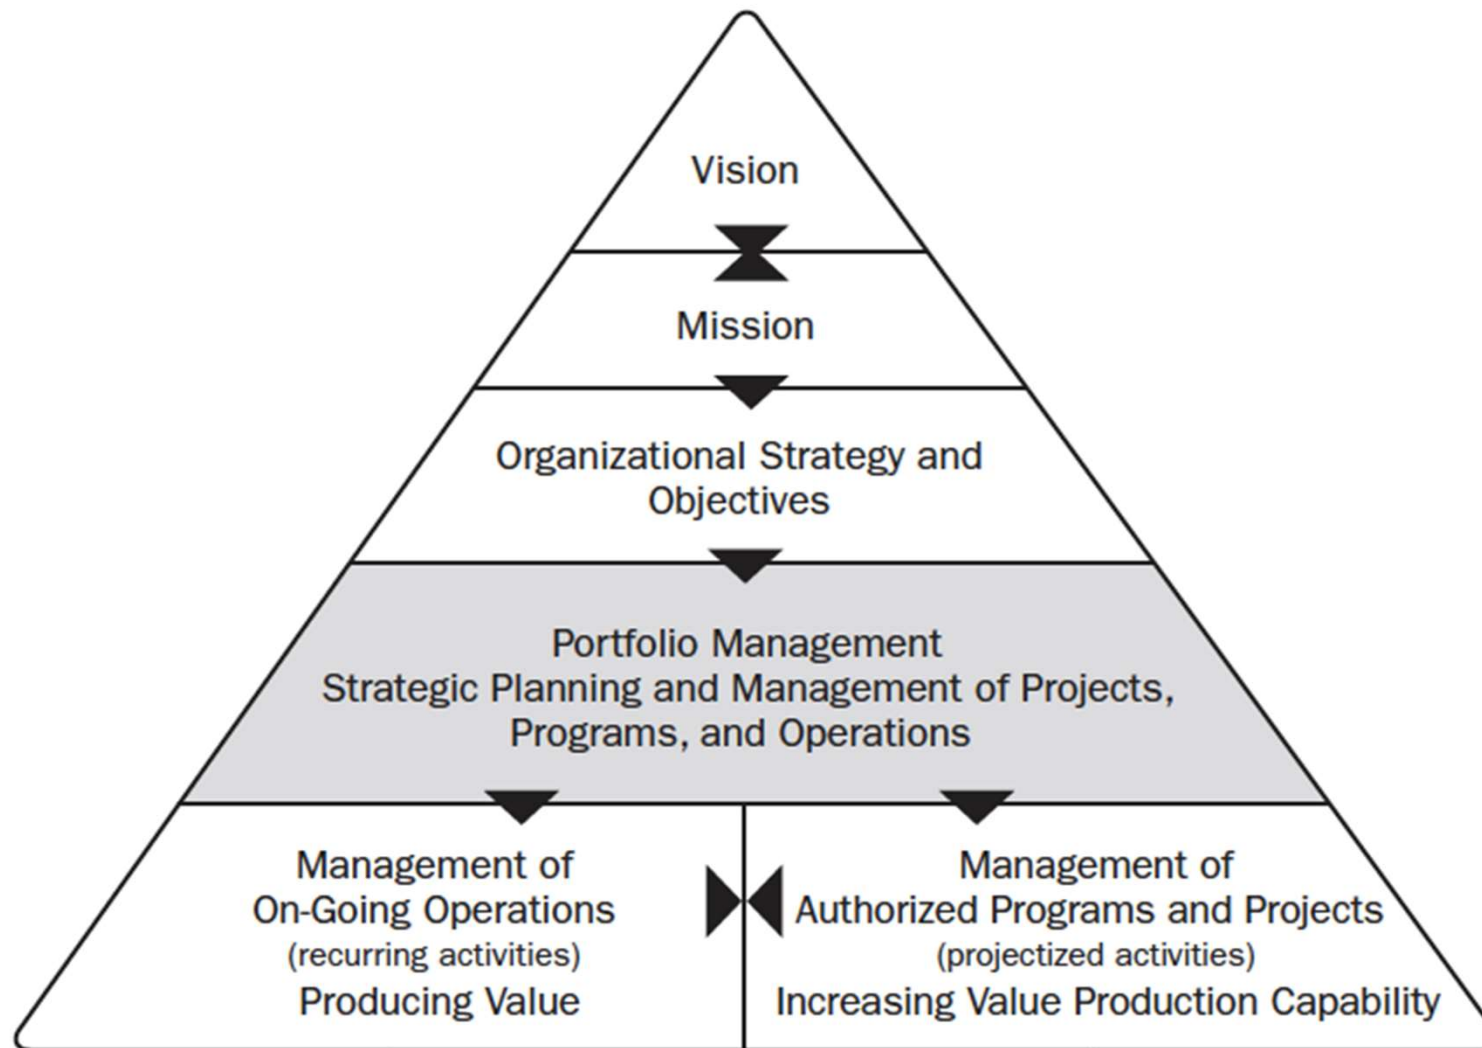 Vision
Mission
Organizational Strategy and
Objectives
Portfolio Management
Strategic Planning and Management of Projects,
Programs, and Operations
Management of
On-Going Operations
(recurring activities)
Producing Value
Management of
Authorized Programs and Projects
(projectized activities)
Increasing Value Production Capability